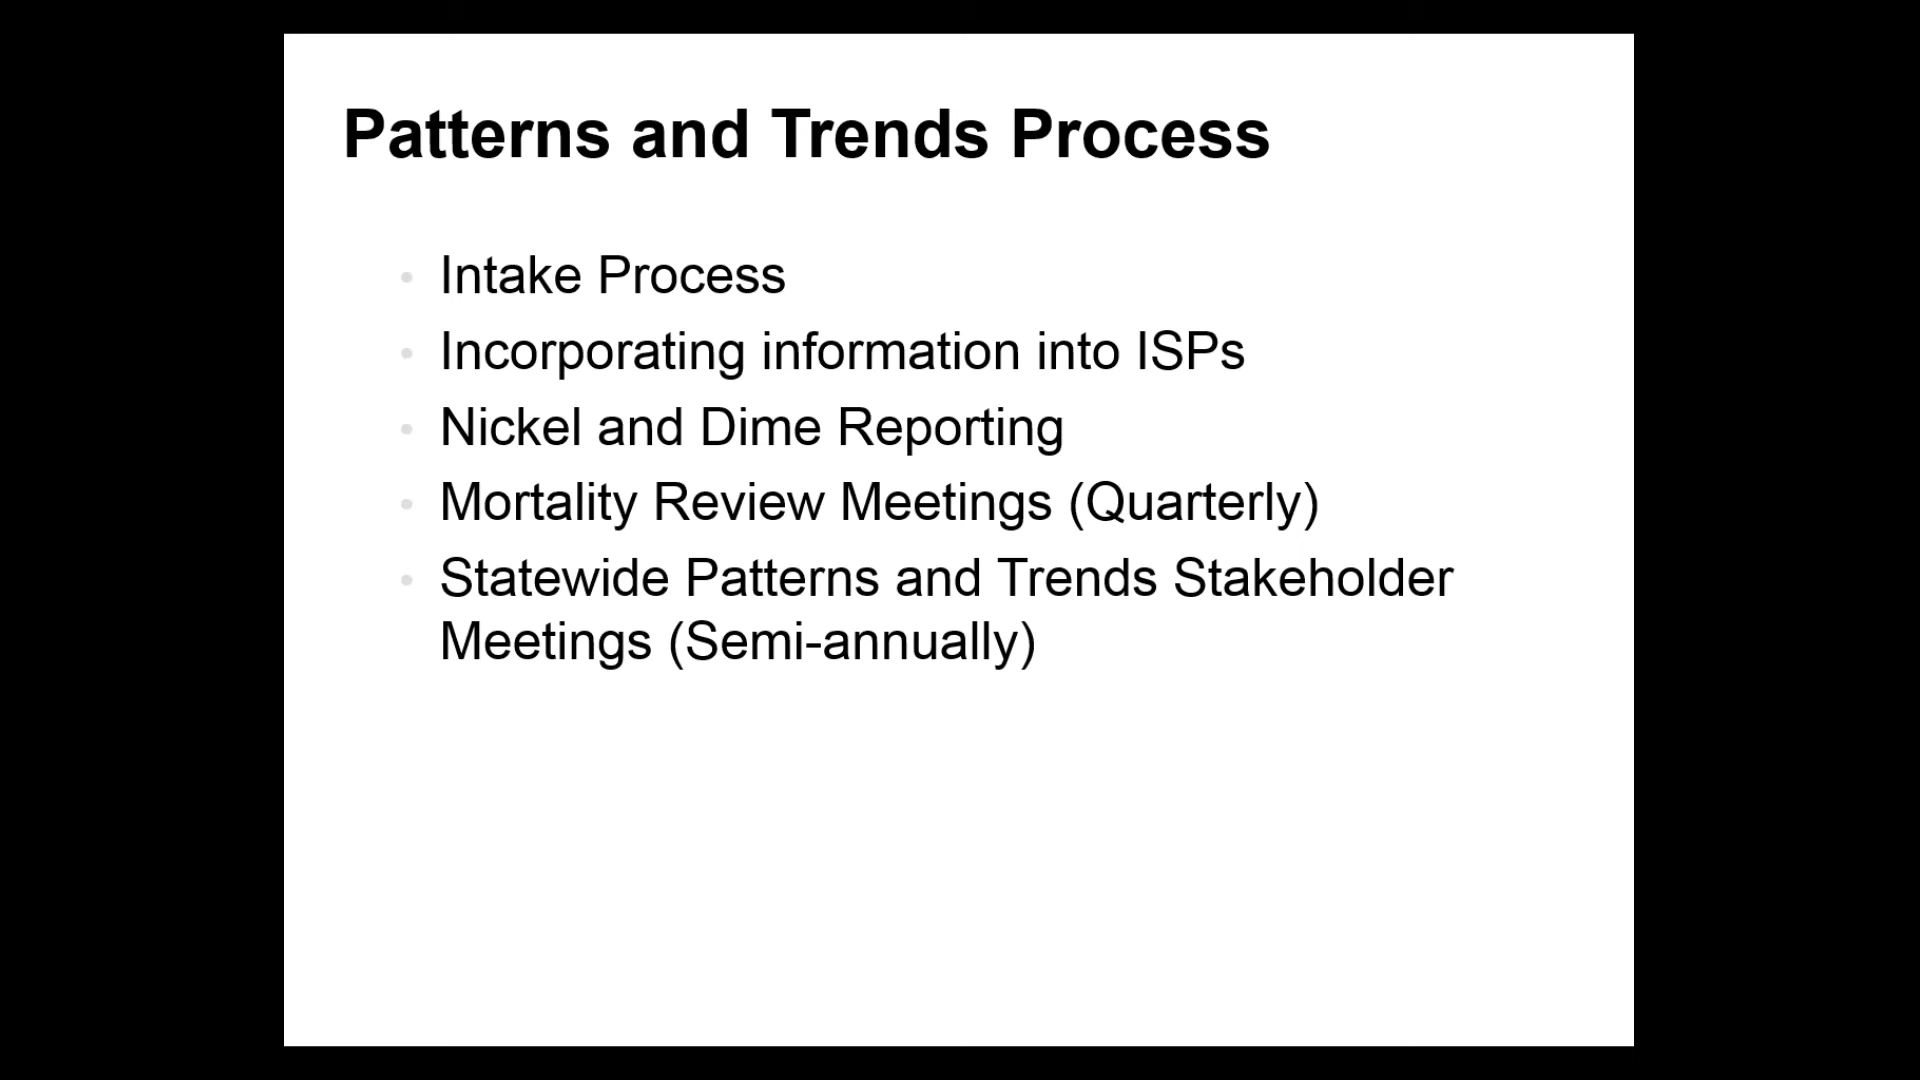 Patterns and Trends Process
• Intake Process
• Incorporating information into ISPs
• Nickel and Dime Reporting
• Mortality Review Meetings (Quarterly)
• Statewide Patterns and Trends Stakeholder
Meetings (Semi-annually)